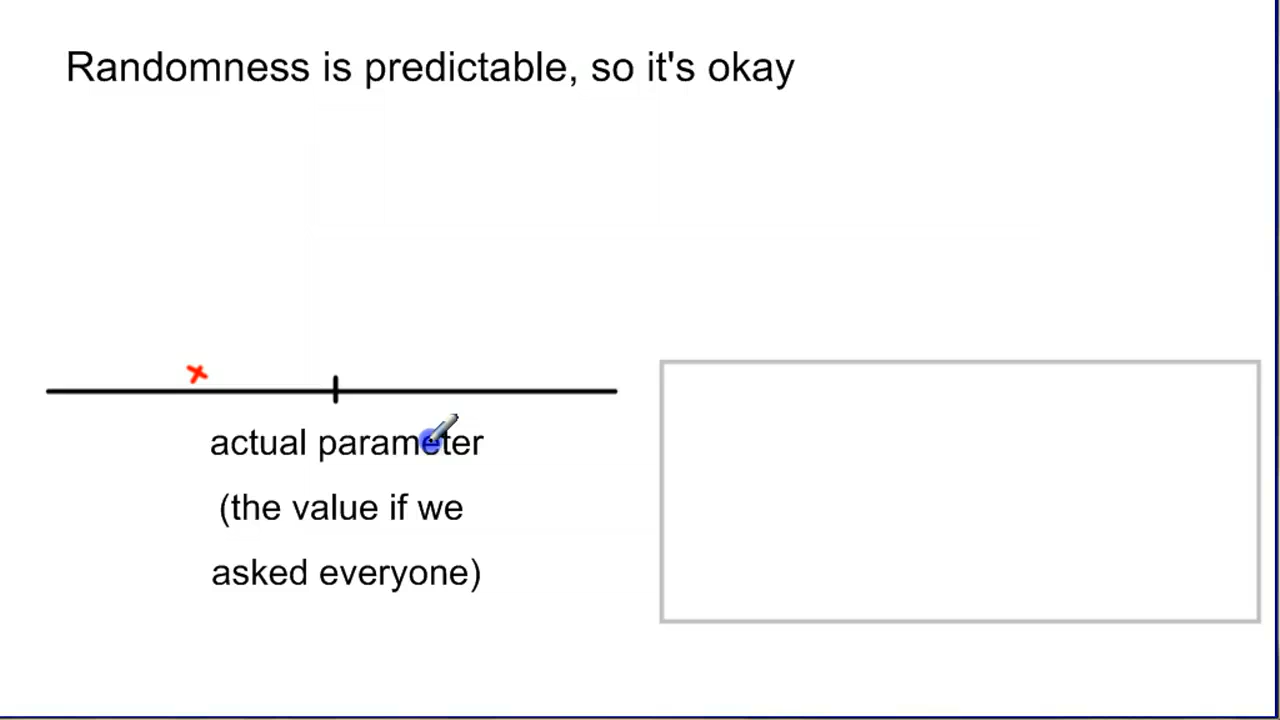 Randomness is predictable, so it's okay
actual parameter
(the value if we
asked everyone)